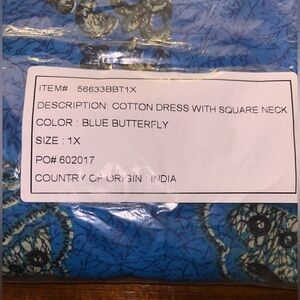 ITEM# 56633BBT1X
DESCRIPTION: COTTON DRESS WITH SQUARE NECK
COLOR : BLUE BUTTERFLY
SIZE : 1X
PO# 602017
COUNTRY OF ORIGIN : INDIA